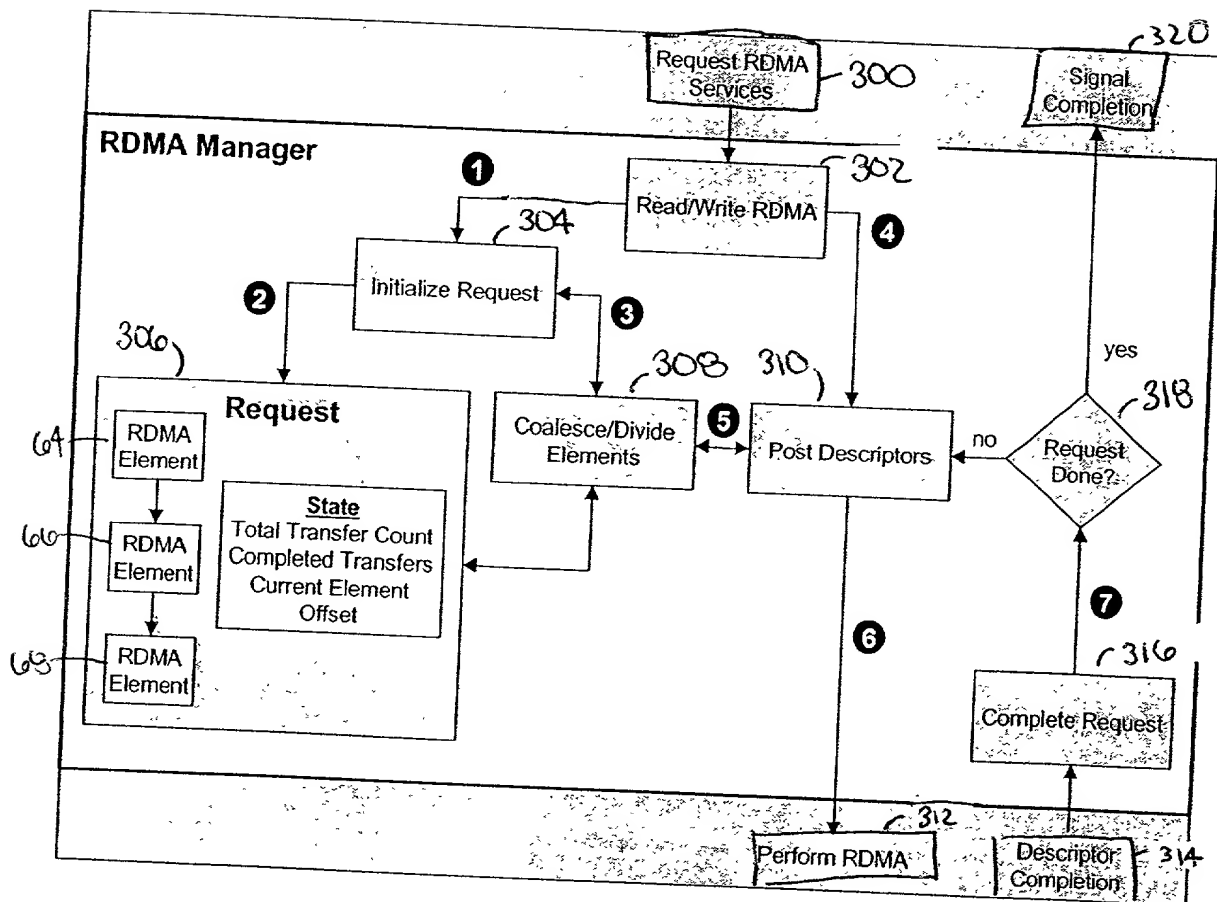 320
Request RDMA
Services
300
Signal
Completion
RDMA Manager
302
1
Read/Write RDMA
304
4
Initialize Request
2
3
306
308
310
yes
Request
318
64
RDMA
Element
Coalesce/Divide
Elements
5
Post Descriptors
no
Request
Done?
State
Total Transfer Count
Completed Transfers
Current Element
Offset
66
RDMA
Element
6
7
68
RDMA
Element
316
Complete Request
312
Perform RDMA
Descriptor
Completion
314